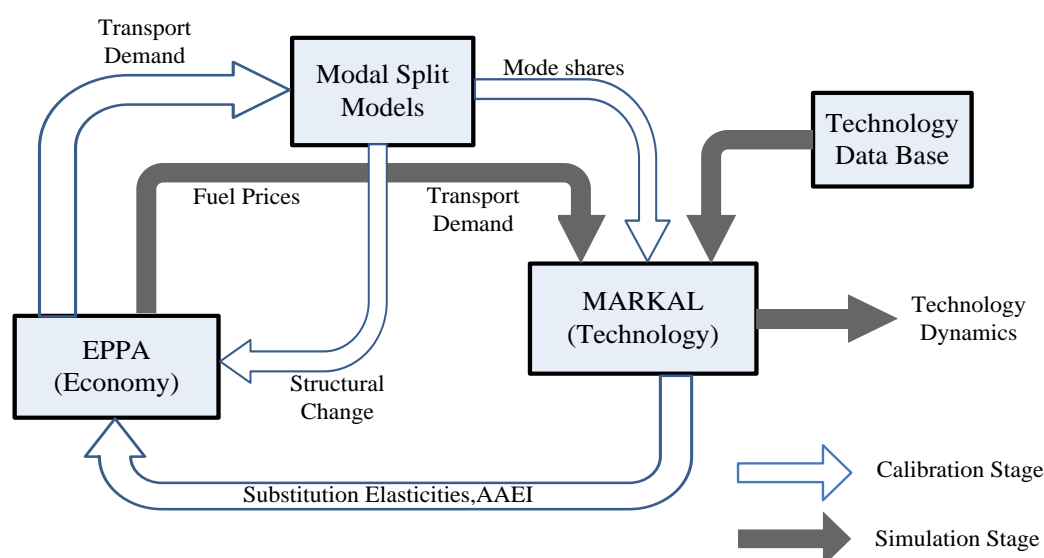 Transport
Demand
Modal Split
Models
Mode shares
Technology
Data Base
Fuel Prices
Transport
Demand
MARKAL
(Technology)
Technology
Dynamics
EPPA
(Economy)
Structural
Change
Substitution Elasticities,AAEI
Calibration Stage
Simulation Stage